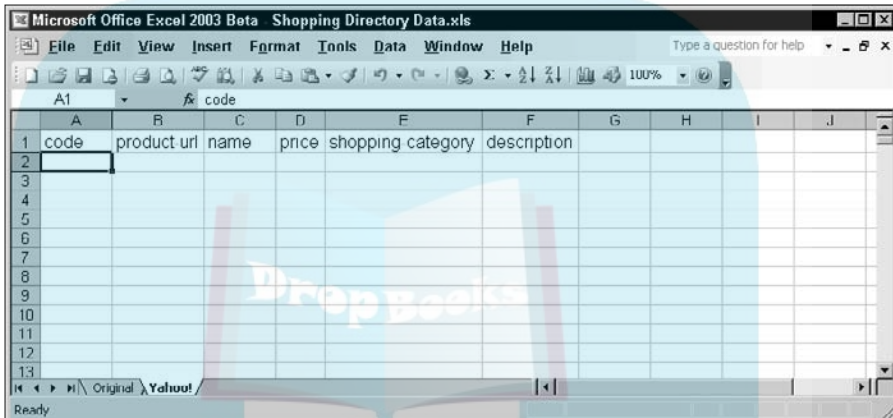 Microsoft Office Excel 2003 Beta - Shopping Directory Data.xls
File Edit View Insert Format Tools Data Window Help Type a question for help
100%
A1 fx code
A B C D E F G H I J
1 code product-url name price shopping-category description
2
3
4
5
6
7
8
9
10
11
12
13
DropBooks
Original Yahoo!
Ready